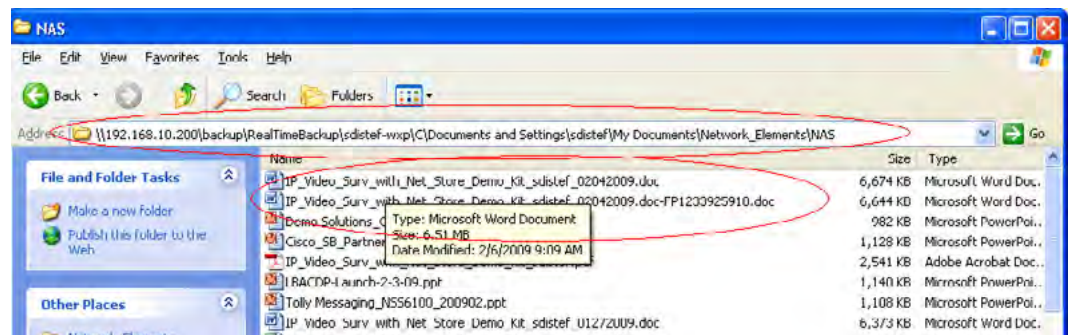 NAS
File Edit View Favorites Tools Help
Back Search Folders
Address \\192.168.10.200\backup\RealTimeBackup\sdistef-wxp\C\Documents and Settings\sdistef\My Documents\Network_Elements\NAS Go
Name Size Type
File and Folder Tasks
Make a new folder
Publish this folder to the Web
Other Places
IP_Video_Surv_with_Net_Store_Demo_Kit_sdistef_02042009.doc 6,674 KB Microsoft Word Doc.
IP_Video_Surv_with_Net_Store_Demo_Kit_sdistef_02042009.doc-FP1233925910.doc 6,644 KB Microsoft Word Doc.
Demo Solutions_ 982 KB Microsoft PowerPoi..
Cisco_SB_Partner 1,128 KB Microsoft PowerPoi..
IP_Video_Surv_w 2,541 KB Adobe Acrobat Doc..
LBACDP-Launch-2-3-09.ppt 1,140 KB Microsoft PowerPoi..
Tolly Messaging_NSS6100_200902.ppt 1,108 KB Microsoft PowerPoi..
IP_Video_Surv_with_Net_Store_Demo_Kit_sdistef_01272009.doc 6,373 KB Microsoft Word Doc.
Type: Microsoft Word Document
Size: 6.51 MB
Date Modified: 2/6/2009 9:09 AM